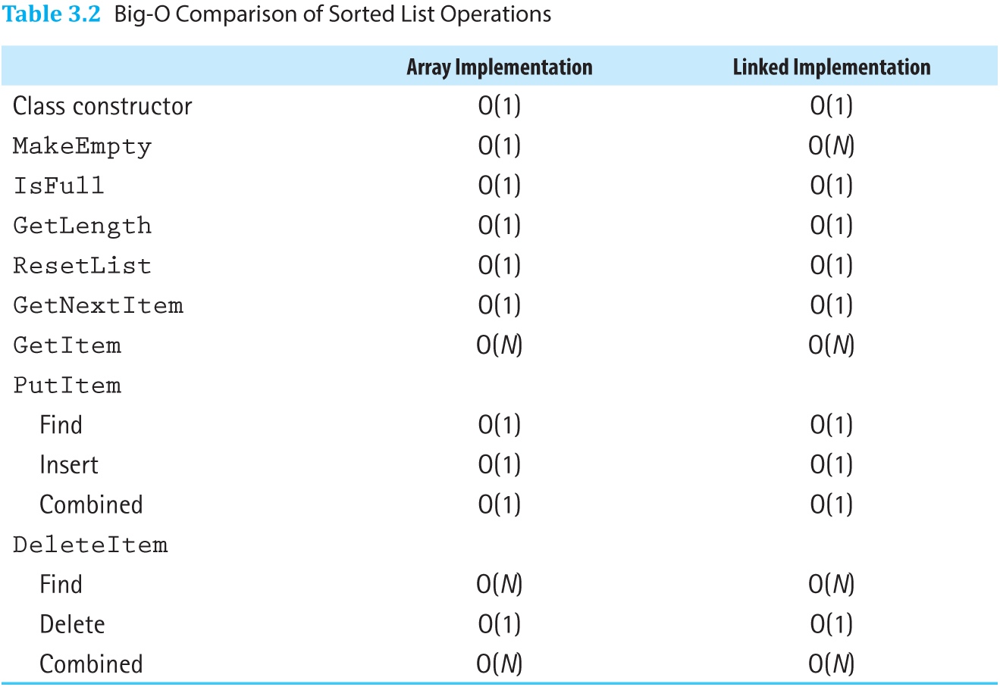 Table 3.2 Big-O Comparison of Sorted List Operations
Array Implementation Linked Implementation
Class constructor O(1) O(1)
MakeEmpty O(1) O(N)
IsFull O(1) O(1)
GetLength O(1) O(1)
ResetList O(1) O(1)
GetNextItem O(1) O(1)
GetItem O(N) O(N)
PutItem
Find O(1) O(1)
Insert O(1) O(1)
Combined O(1) O(1)
DeleteItem
Find O(N) O(N)
Delete O(1) O(1)
Combined O(N) O(N)